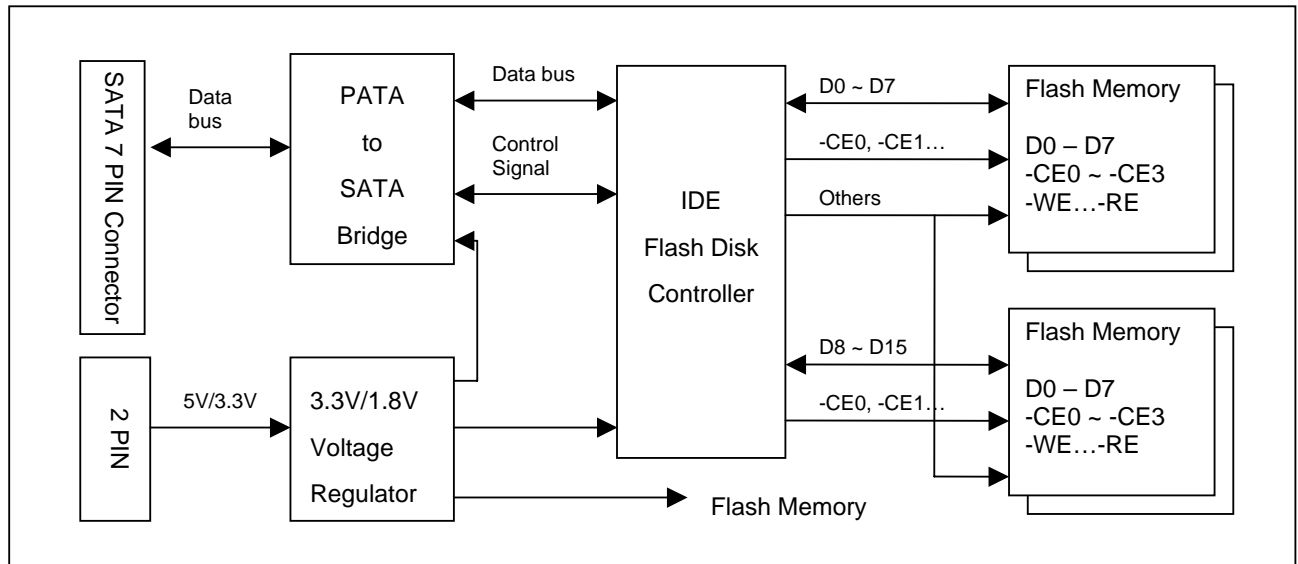 SATA 7 PIN Connector
Data
bus
PATA
to
SATA
Bridge
Data bus
Control
Signal
IDE
Flash Disk
Controller
D0 ~ D7
-CE0, -CE1…
Others
Flash Memory
D0 – D7
-CE0 ~ -CE3
-WE…-RE
2 PIN
5V/3.3V
3.3V/1.8V
Voltage
Regulator
Flash Memory
D8 ~ D15
-CE0, -CE1…
Flash Memory
D0 – D7
-CE0 ~ -CE3
-WE…-RE